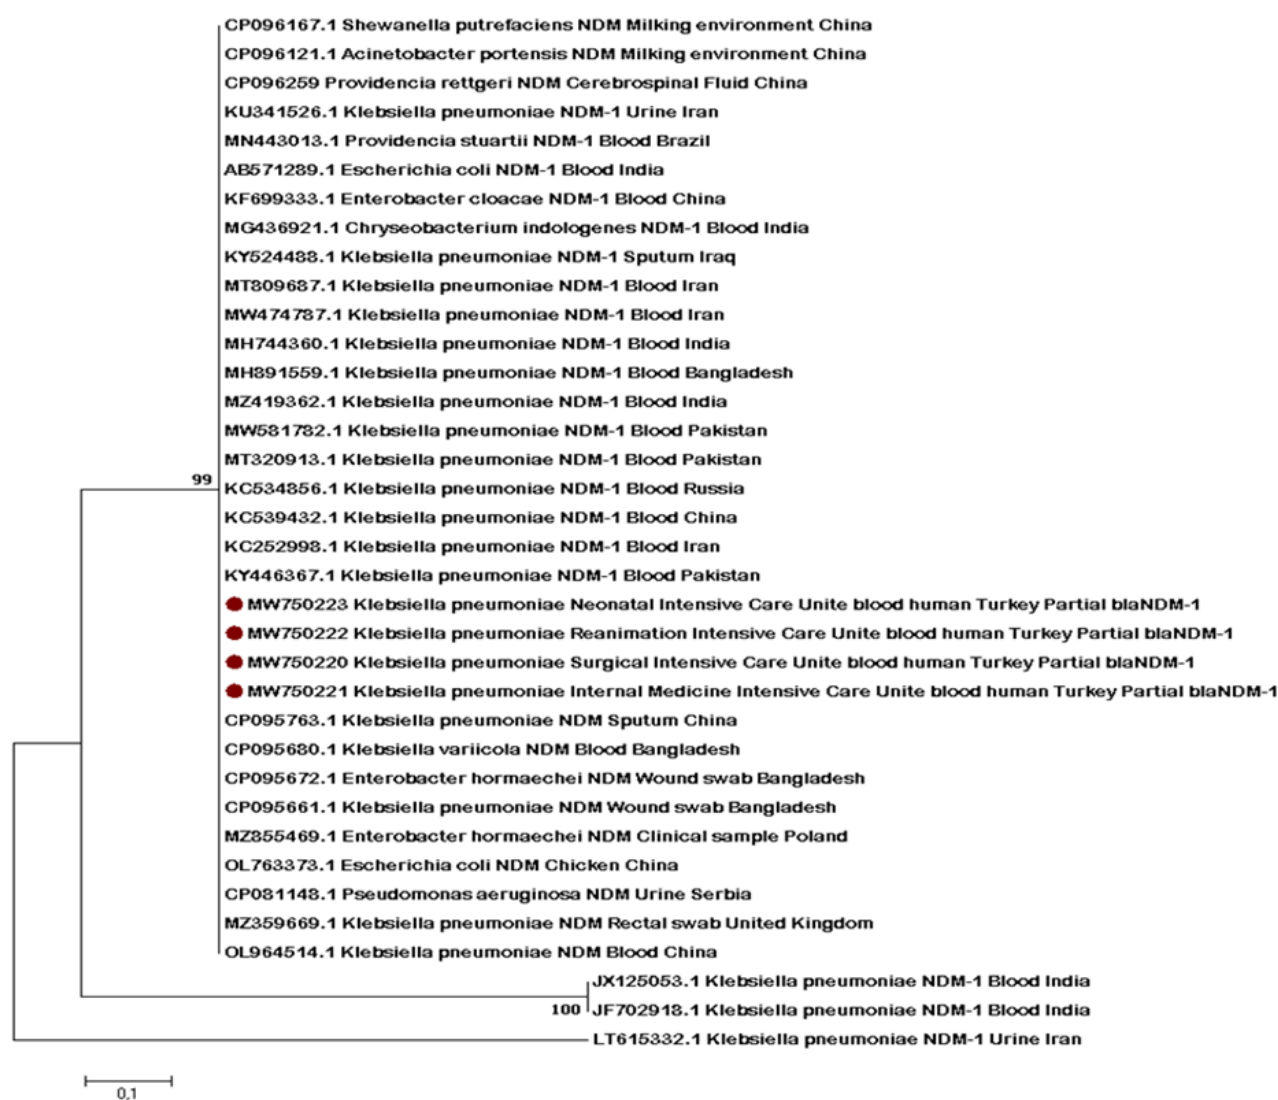 CP096167.1 Shewanella putrefaciens NDM Milking environment China
CP096121.1 Acinetobacter portensis NDM Milking environment China
CP096259 Providencia rettgeri NDM Cerebrospinal Fluid China
KU341526.1 Klebsiella pneumoniae NDM-1 Urine Iran
MN443013.1 Providencia stuartii NDM-1 Blood Brazil
AB571289.1 Escherichia coli NDM-1 Blood India
KF699333.1 Enterobacter cloacae NDM-1 Blood China
MG436921.1 Chryseobacterium indologenes NDM-1 Blood India
KY524488.1 Klebsiella pneumoniae NDM-1 Sputum Iraq
MT809687.1 Klebsiella pneumoniae NDM-1 Blood Iran
MW474787.1 Klebsiella pneumoniae NDM-1 Blood Iran
MH744360.1 Klebsiella pneumoniae NDM-1 Blood India
MH891559.1 Klebsiella pneumoniae NDM-1 Blood Bangladesh
MZ419362.1 Klebsiella pneumoniae NDM-1 Blood India
MW581782.1 Klebsiella pneumoniae NDM-1 Blood Pakistan
MT320913.1 Klebsiella pneumoniae NDM-1 Blood Pakistan
99
KC534856.1 Klebsiella pneumoniae NDM-1 Blood Russia
KC539432.1 Klebsiella pneumoniae NDM-1 Blood China
KC252998.1 Klebsiella pneumoniae NDM-1 Blood Iran
KY446367.1 Klebsiella pneumoniae NDM-1 Blood Pakistan
MW750223 Klebsiella pneumoniae Neonatal Intensive Care Unite blood human Turkey Partial blaNDM-1
MW750222 Klebsiella pneumoniae Reanimation Intensive Care Unite blood human Turkey Partial blaNDM-1
MW750220 Klebsiella pneumoniae Surgical Intensive Care Unite blood human Turkey Partial blaNDM-1
MW750221 Klebsiella pneumoniae Internal Medicine Intensive Care Unite blood human Turkey Partial blaNDM-1
CP095763.1 Klebsiella pneumoniae NDM Sputum China
CP095680.1 Klebsiella variicola NDM Blood Bangladesh
CP095672.1 Enterobacter hormaechei NDM Wound swab Bangladesh
CP095661.1 Klebsiella pneumoniae NDM Wound swab Bangladesh
MZ855469.1 Enterobacter hormaechei NDM Clinical sample Poland
OL763373.1 Escherichia coli NDM Chicken China
CP081148.1 Pseudomonas aeruginosa NDM Urine Serbia
MZ359669.1 Klebsiella pneumoniae NDM Rectal swab United Kingdom
OL964514.1 Klebsiella pneumoniae NDM Blood China
JX125053.1 Klebsiella pneumoniae NDM-1 Blood India
100
JF702918.1 Klebsiella pneumoniae NDM-1 Blood India
LT615332.1 Klebsiella pneumoniae NDM-1 Urine Iran
0,1